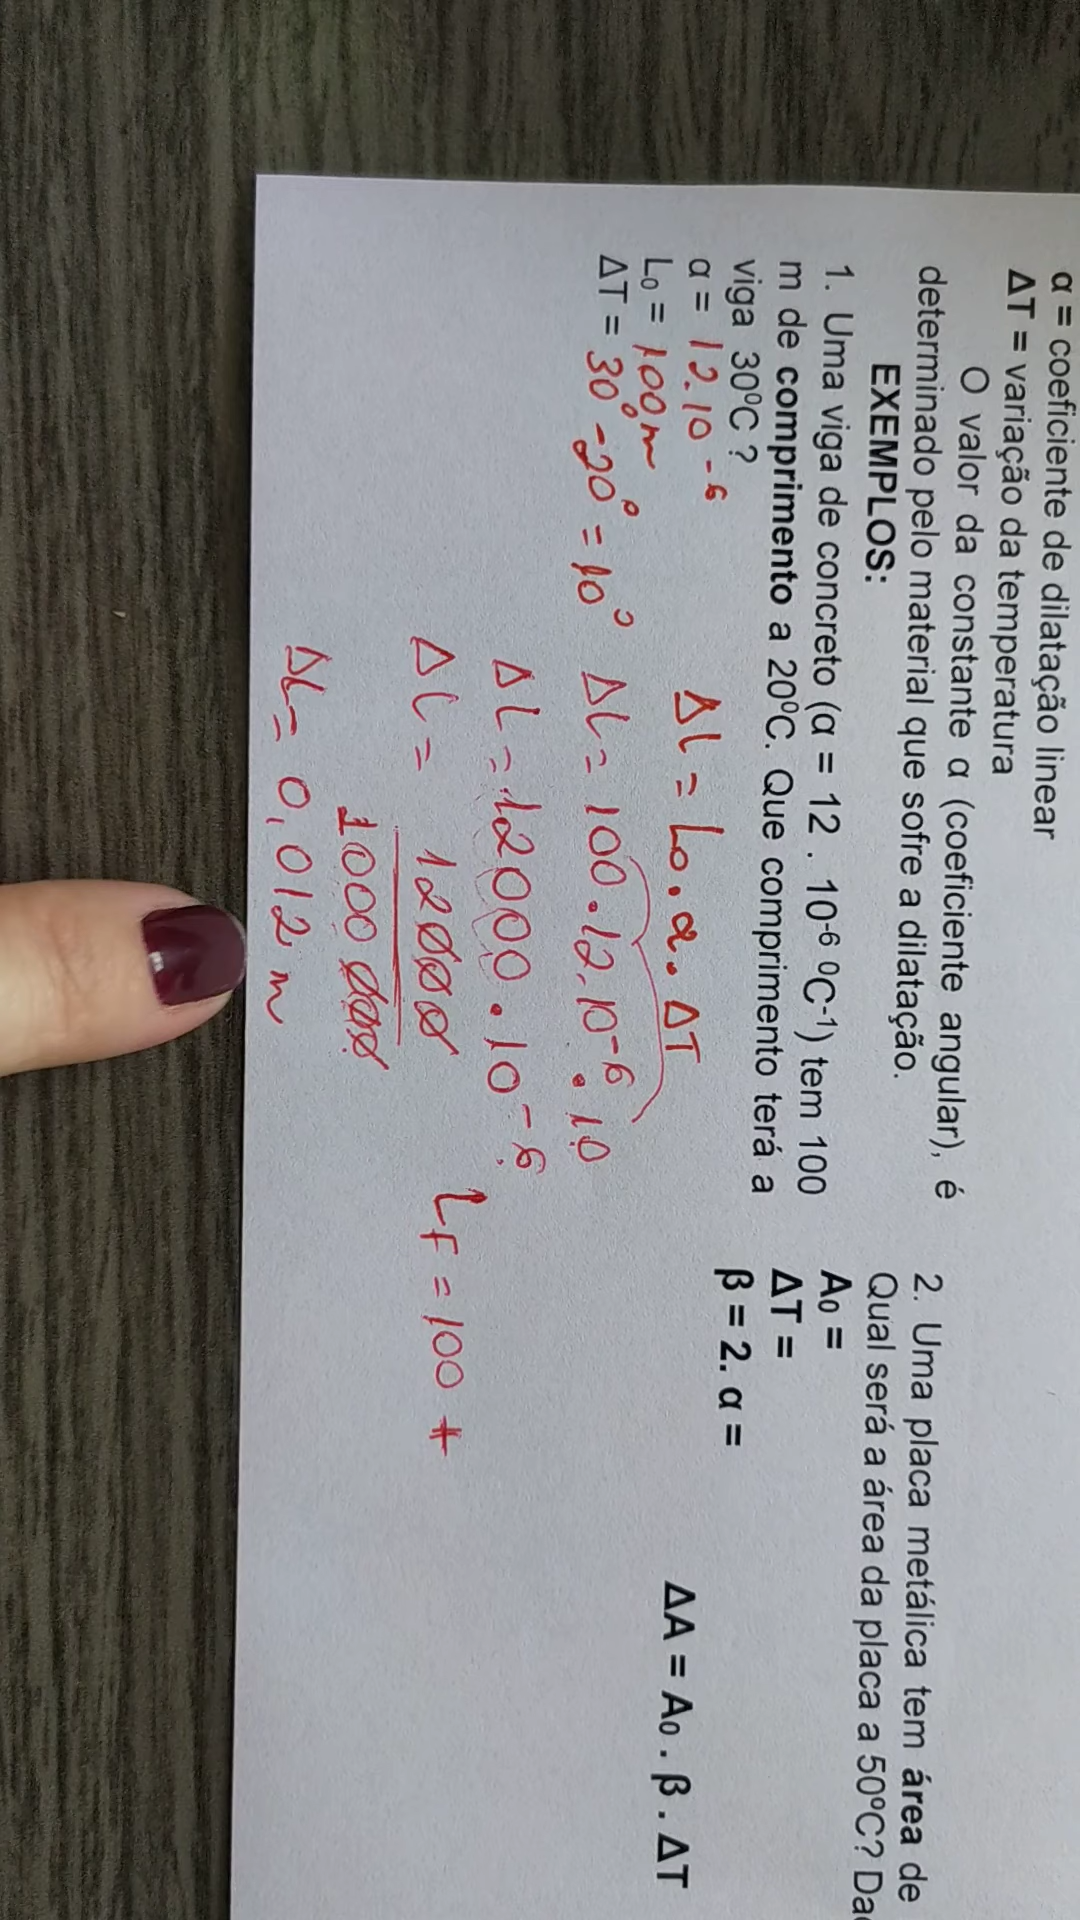 α = coeficiente de dilatação linear
ΔT = variação da temperatura
O valor da constante α (coeficiente angular), é
determinado pelo material que sofre a dilatação.
EXEMPLOS:
1. Uma viga de concreto (α = 12 . 10⁻⁶ ⁰C⁻¹) tem 100
m de comprimento a 20⁰C. Que comprimento terá a
viga 30⁰C ?
α = 12.10⁻⁶
L₀ = 100m
ΔT = 30° -20° = 10°
ΔL = L₀ . α . ΔT
ΔL = 100 . 12.10⁻⁶ . 10
ΔL = 12000 . 10⁻⁶
ΔL = 12000
1000 000
ΔL = 0,012 m
LF = 100 +
2. Uma placa metálica tem área de
Qual será a área da placa a 50ºC?
A₀ =
ΔT =
β = 2. α =
ΔA = A₀ . β . ΔT